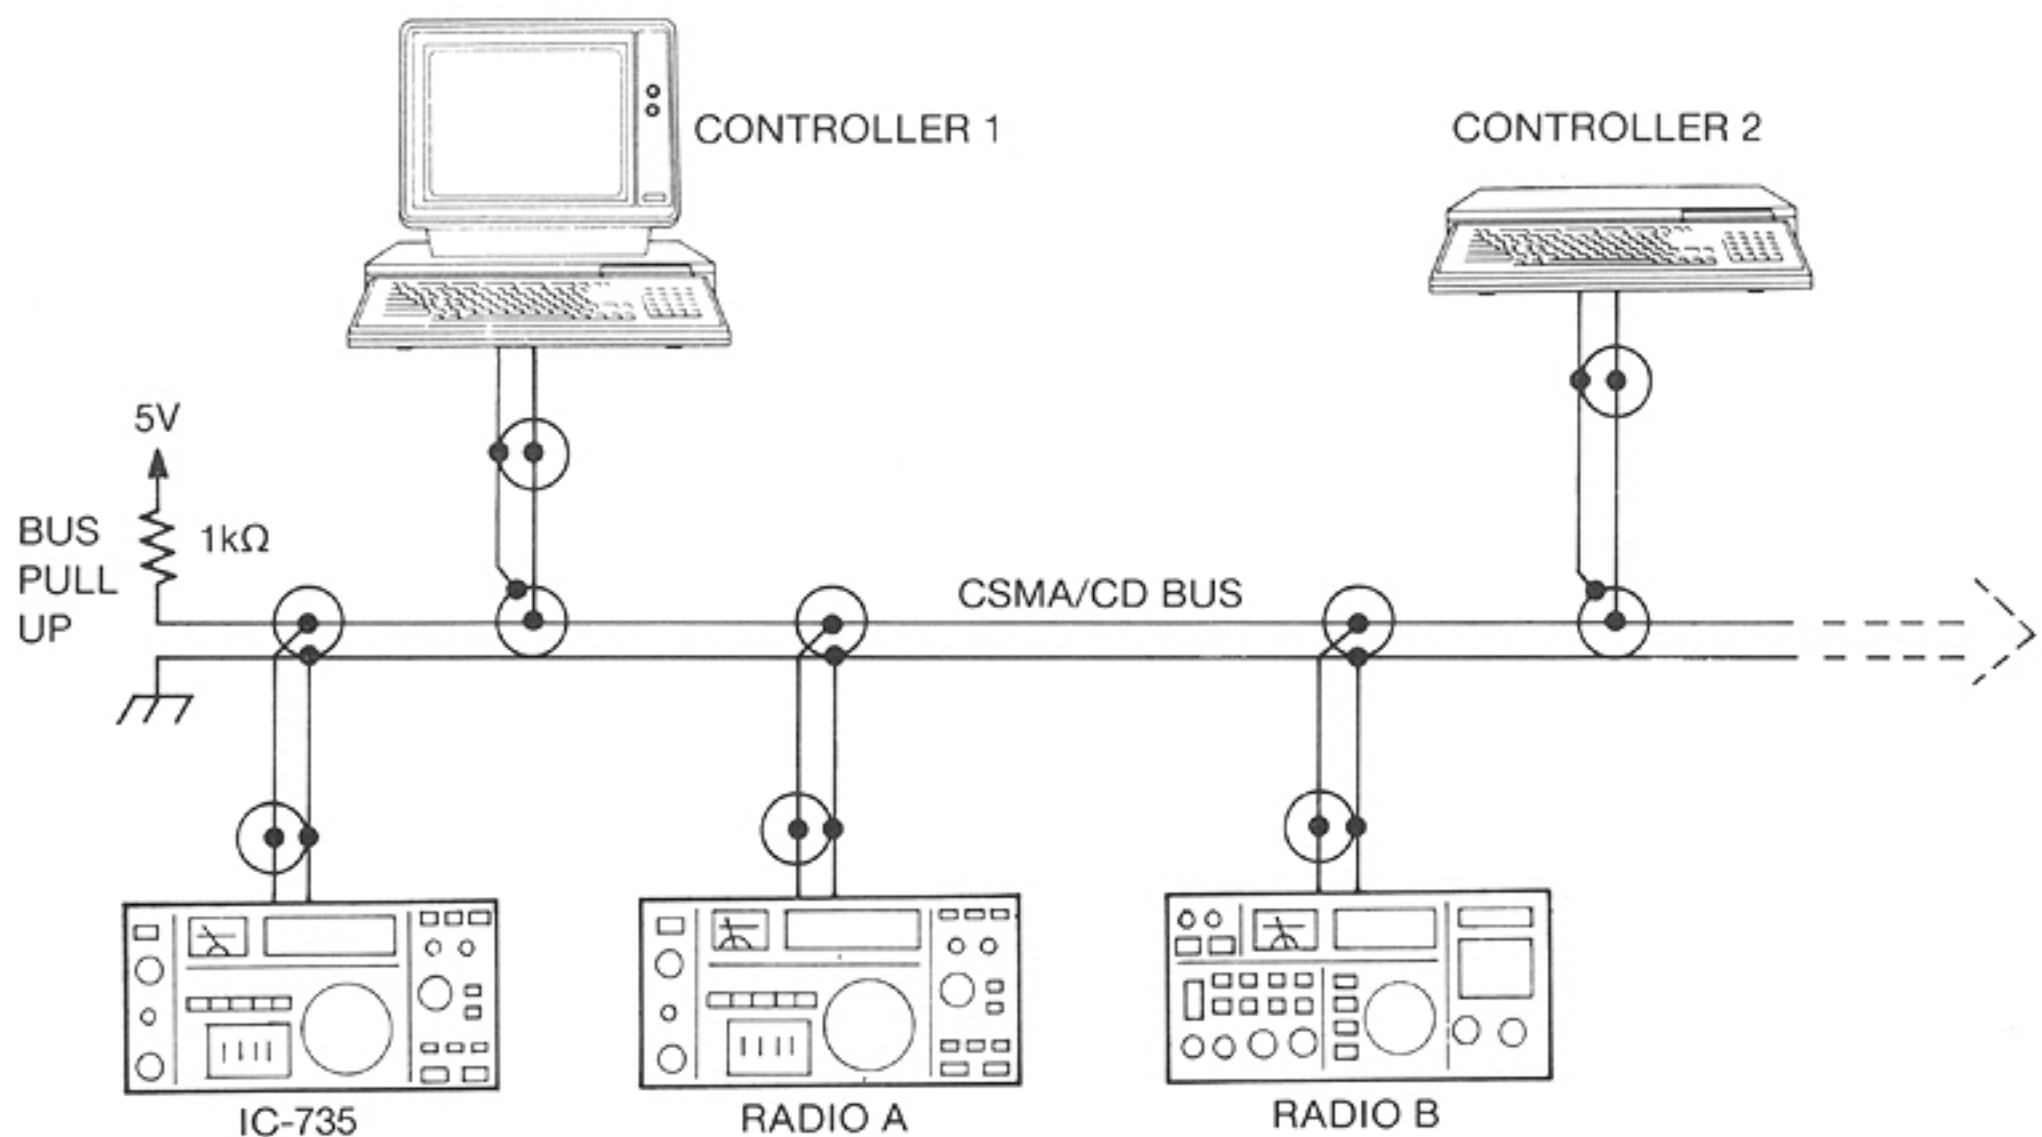 CONTROLLER 1
CONTROLLER 2
5V
BUS
PULL
UP
1kΩ
CSMA/CD BUS
IC-735
RADIO A
RADIO B